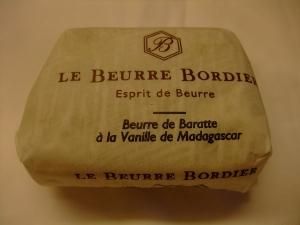 B
LE BEURRE BORDIER
Esprit de Beurre
Beurre de Baratte
à la Vanille de Madagascar
LE BEURRE BORDIER